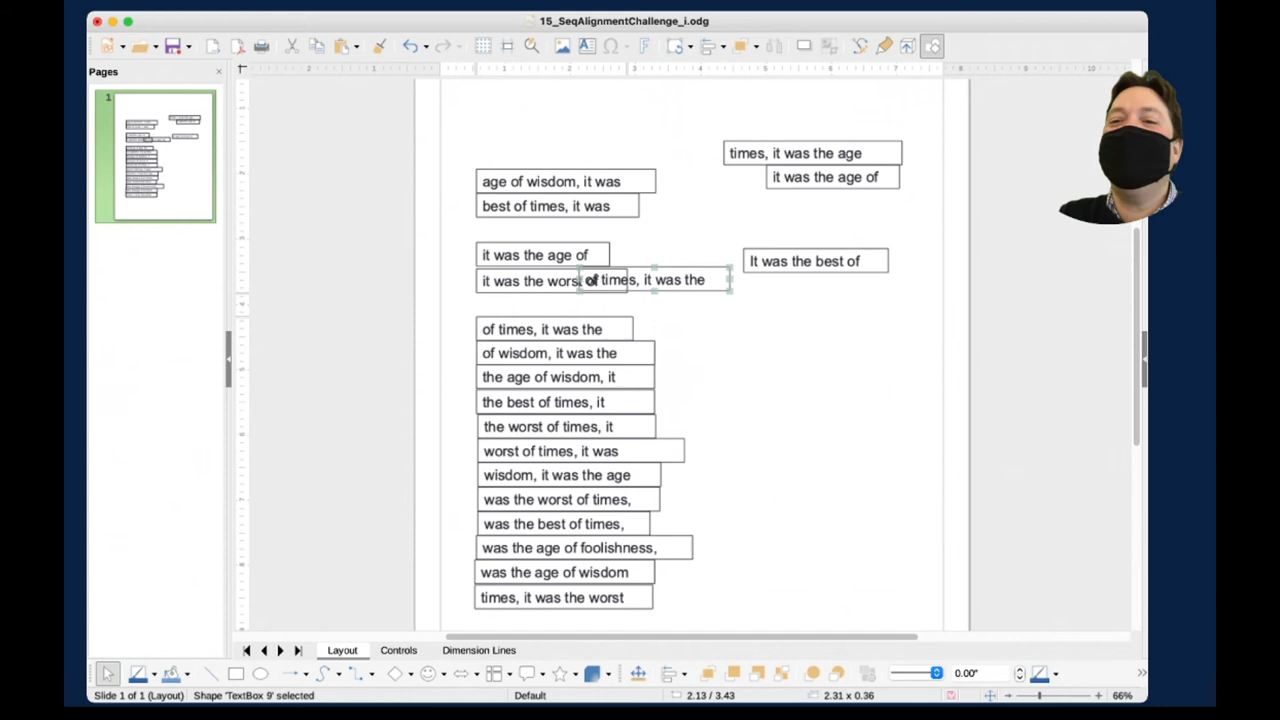 15_SeqAlignmentChallenge_i.odg
Pages
1
times, it was the age
it was the age of
age of wisdom, it was
best of times, it was
it was the age of
It was the best of
it was the worst of
of times, it was the
of times, it was the
of wisdom, it was the
the age of wisdom, it
the best of times, it
the worst of times, it
worst of times, it was
wisdom, it was the age
was the worst of times,
was the best of times,
was the age of foolishness,
was the age of wisdom
times, it was the worst
Layout Controls Dimension Lines
0.00°
Slide 1 of 1 (Layout) Shape 'TextBox 9' selected Default 2.13 / 3.43 2.31 x 0.36 66%